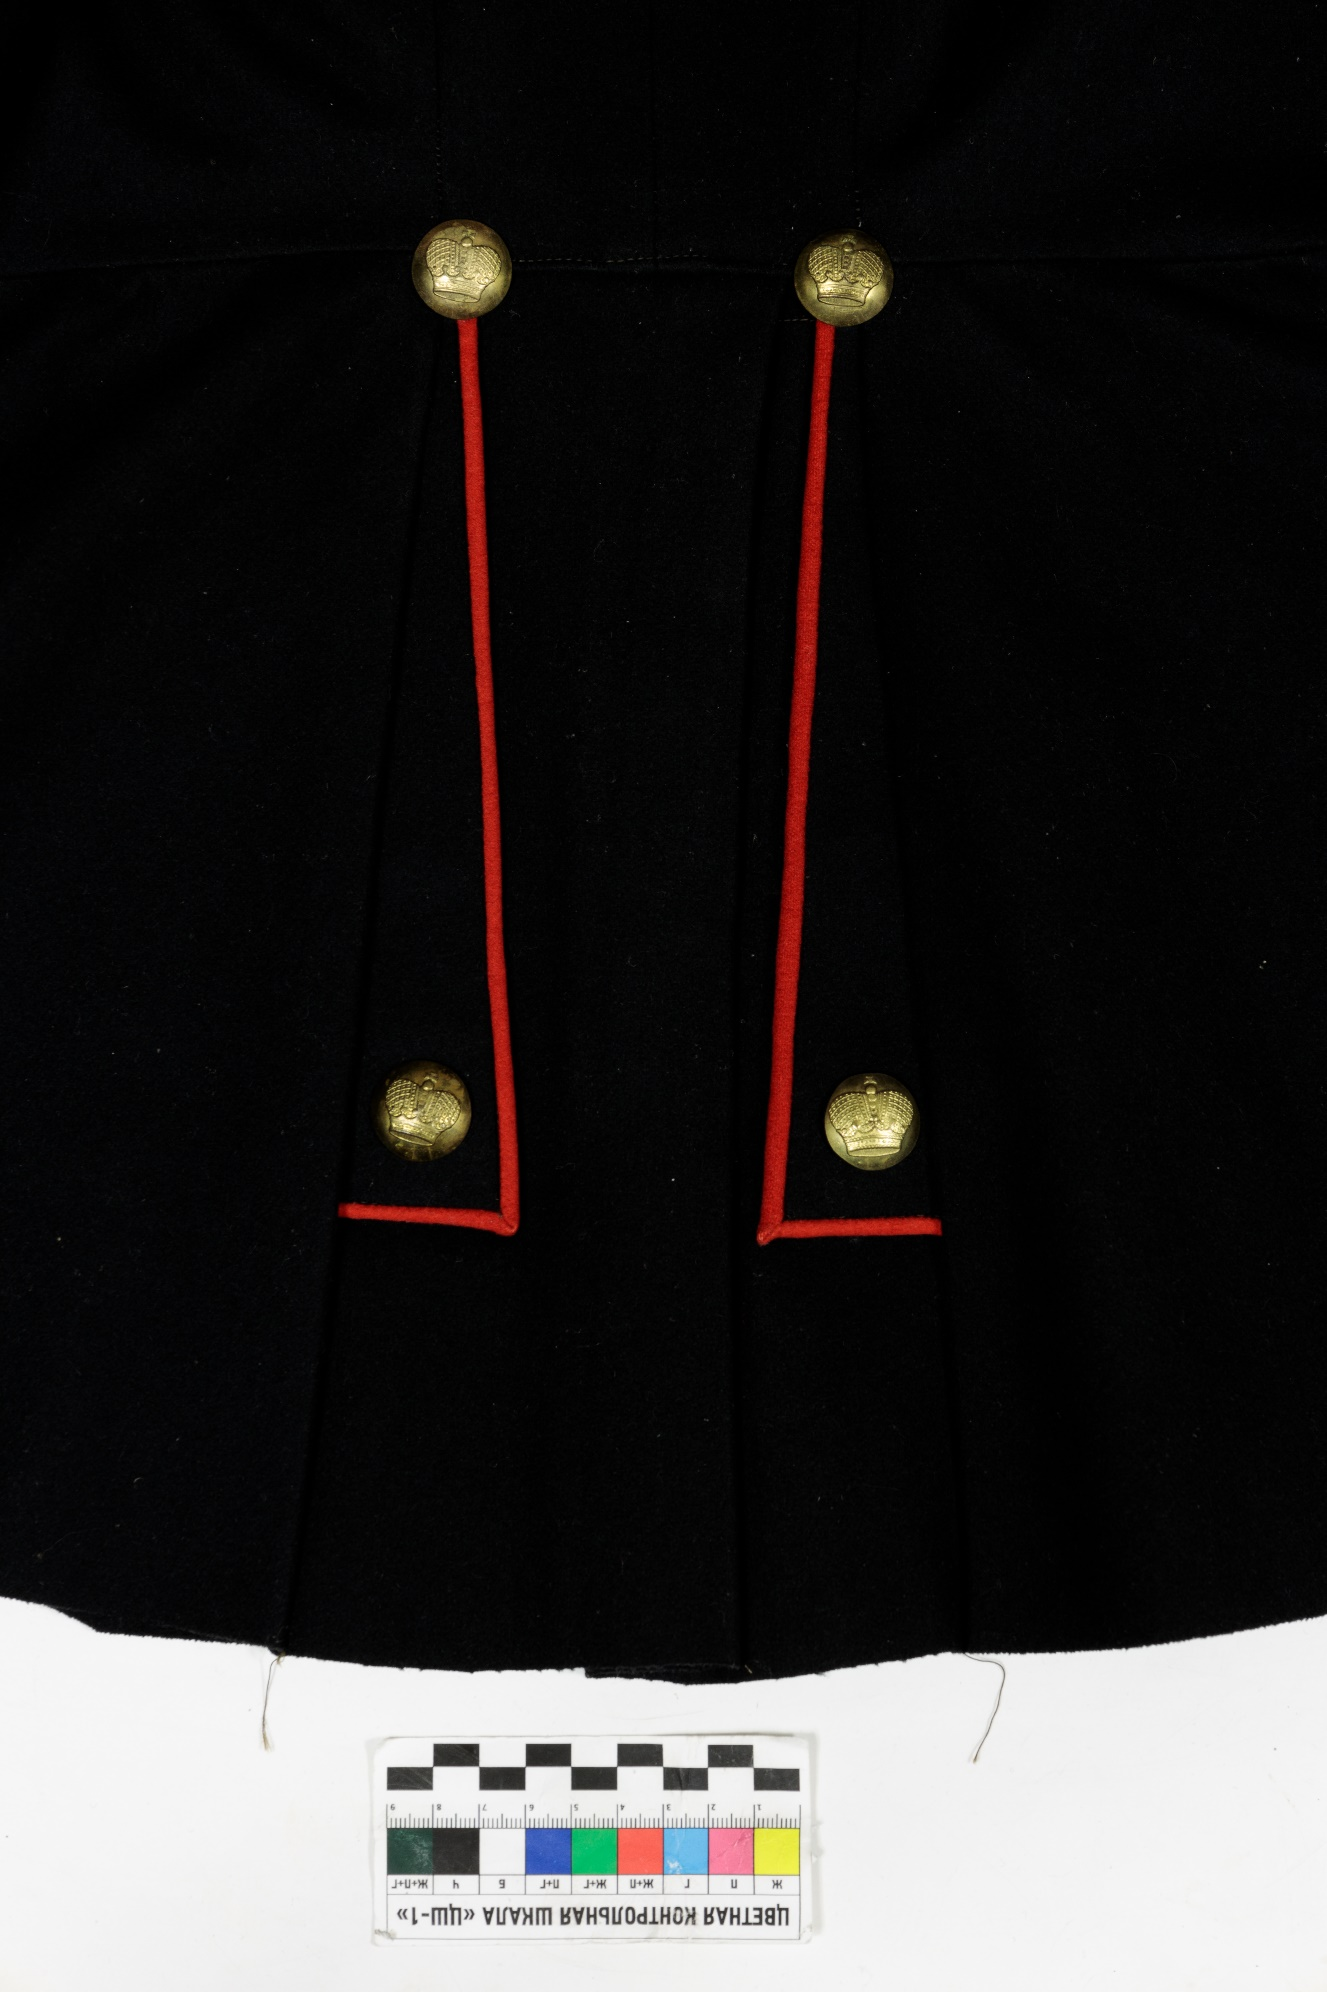 ЦВЕТНАЯ КОНТРОЛЬНАЯ ШКАЛА «ЦШ-1»
Ж П Г Ж+П Ж+Г П+Г Б Ч Ж+П+Г
1 2 3 4 5 6 7 8 9